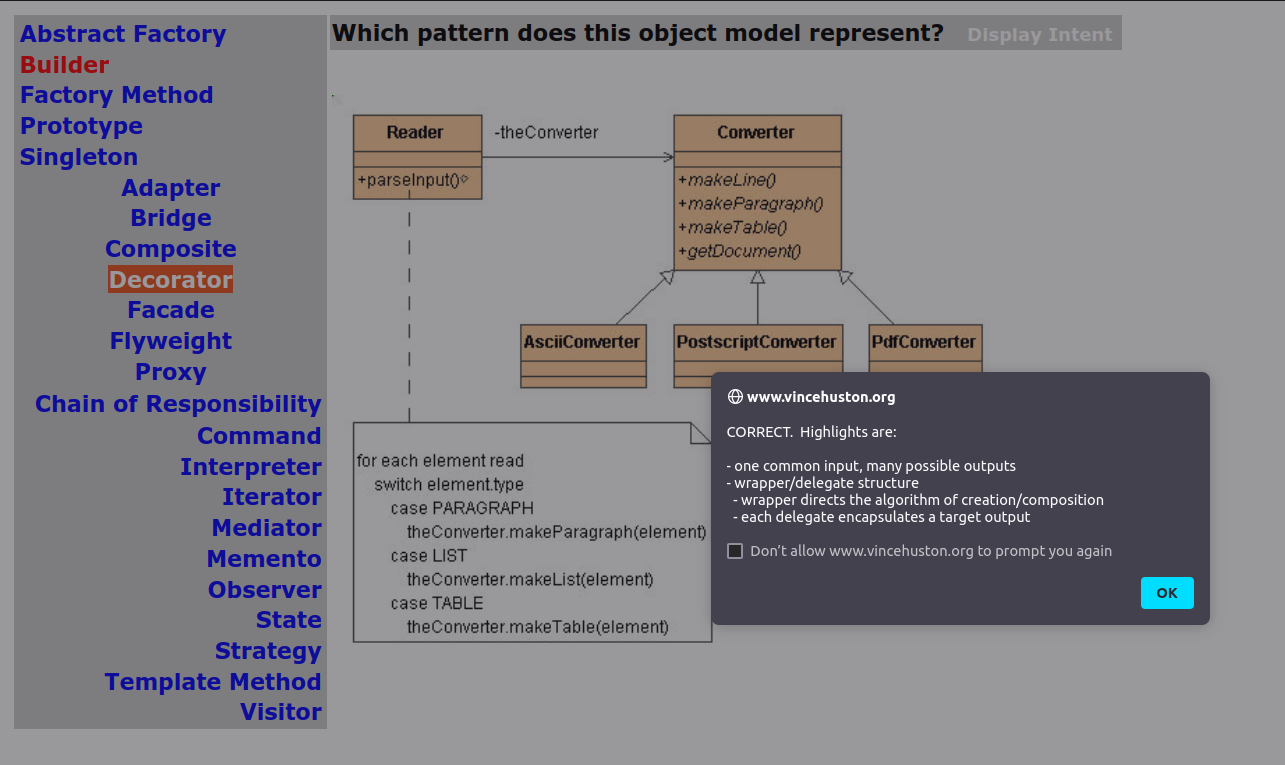 Abstract Factory
Builder
Factory Method
Prototype
Singleton
Adapter
Bridge
Composite
Decorator
Facade
Flyweight
Proxy
Chain of Responsibility
Command
Interpreter
Iterator
Mediator
Memento
Observer
State
Strategy
Template Method
Visitor
Which pattern does this object model represent? Display Intent
Reader
+parseInput()
-theConverter
Converter
+makeLine()
+makeParagraph()
+makeTable()
+getDocument()
AsciiConverter
PostscriptConverter
PdfConverter
for each element read
switch element.type
case PARAGRAPH
theConverter.makeParagraph(element)
case LIST
theConverter.makeList(element)
case TABLE
theConverter.makeTable(element)
www.vincehuston.org
CORRECT. Highlights are:
- one common input, many possible outputs
- wrapper/delegate structure
- wrapper directs the algorithm of creation/composition
- each delegate encapsulates a target output
Don’t allow www.vincehuston.org to prompt you again
OK